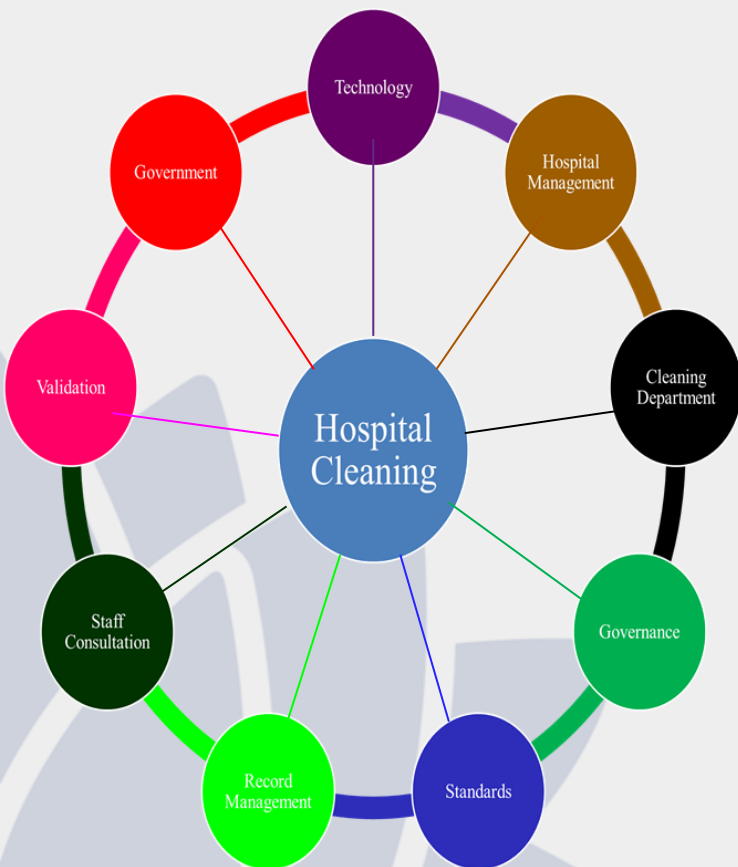 Technology
Hospital
Management
Cleaning
Department
Governance
Standards
Record
Management
Staff
Consultation
Validation
Government
Hospital
Cleaning